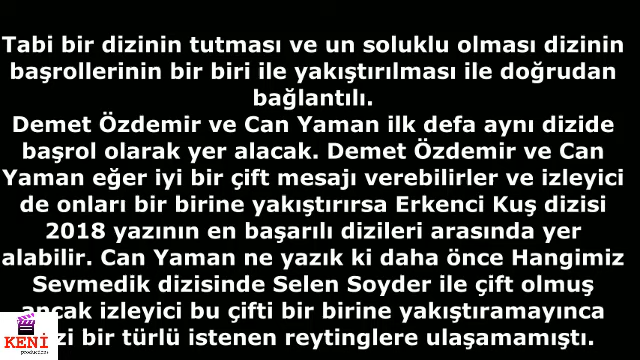 Tabi bir dizinin tutması ve un soluklu olması dizinin
başrollerinin bir biri ile yakıştırılması ile doğrudan
bağlantılı.
Demet Özdemir ve Can Yaman ilk defa aynı dizide
başrol olarak yer alacak. Demet Özdemir ve Can
Yaman eğer iyi bir çift mesajı verebilirler ve izleyici
de onları bir birine yakıştırırsa Erkenci Kuş dizisi
2018 yazının en başarılı dizileri arasında yer
alabilir. Can Yaman ne yazık ki daha önce Hangimiz
Sevmedik dizisinde Selen Soyder ile çift olmuş
ancak izleyici bu çifti bir birine yakıştıramayınca
bir türlü istenen reytinglere ulaşamamıştı.
KENİ
productions